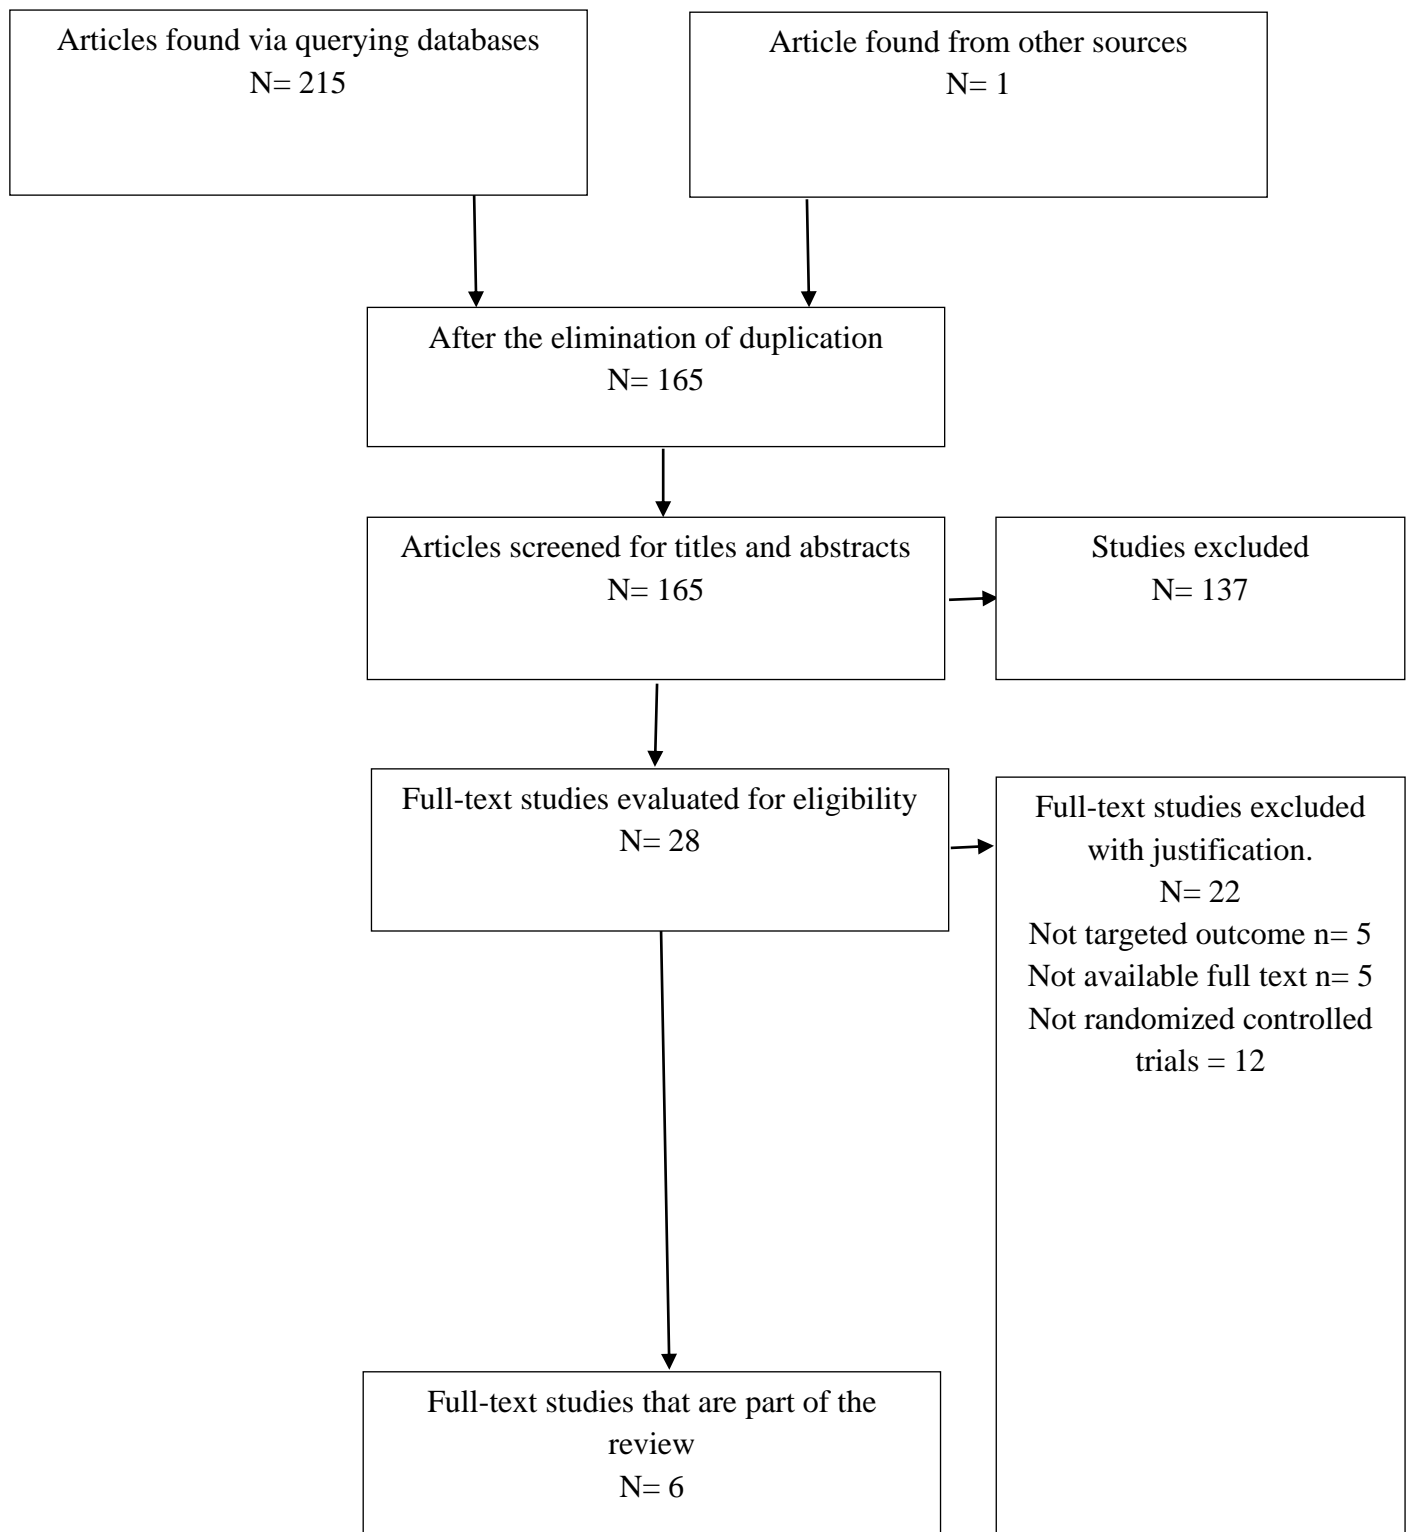 Articles found via querying databases
N= 215
Article found from other sources
N= 1
After the elimination of duplication
N= 165
Articles screened for titles and abstracts
N= 165
Studies excluded
N= 137
Full-text studies evaluated for eligibility
N= 28
Full-text studies excluded
with justification.
N= 22
Not targeted outcome n= 5
Not available full text n= 5
Not randomized controlled
trials = 12
Full-text studies that are part of the
review
N= 6